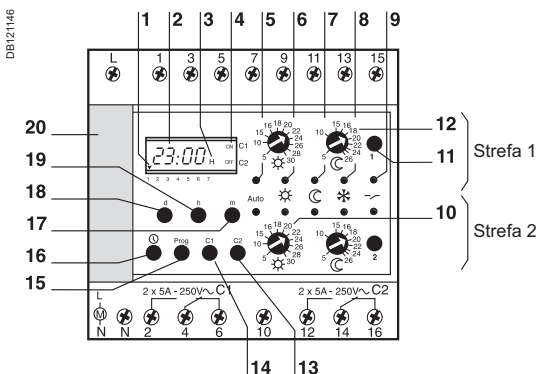 DB121146
1 2 3 4 5 6 7 8 9
L 1 3 5 7 9 11 13 15
20
19
18
17
16
15
23:00 H
ON C1
OFF C2
1 2 3 4 5 6 7
5 10 15 16 18 20 22 24 26 28 30
5 10 15 16 18 20 22 24 26
1
12
11
Strefa 1
d h m
Auto
10
Strefa 2
Prog C1 C2
5 10 15 16 18 20 22 24 26 28 30
5 10 15 16 18 20 22 24 26
2
L
M
N
2 x 5A - 250V~ C1
2 x 5A - 250V~ C2
N 2 4 6 10 12 14 16
14 13